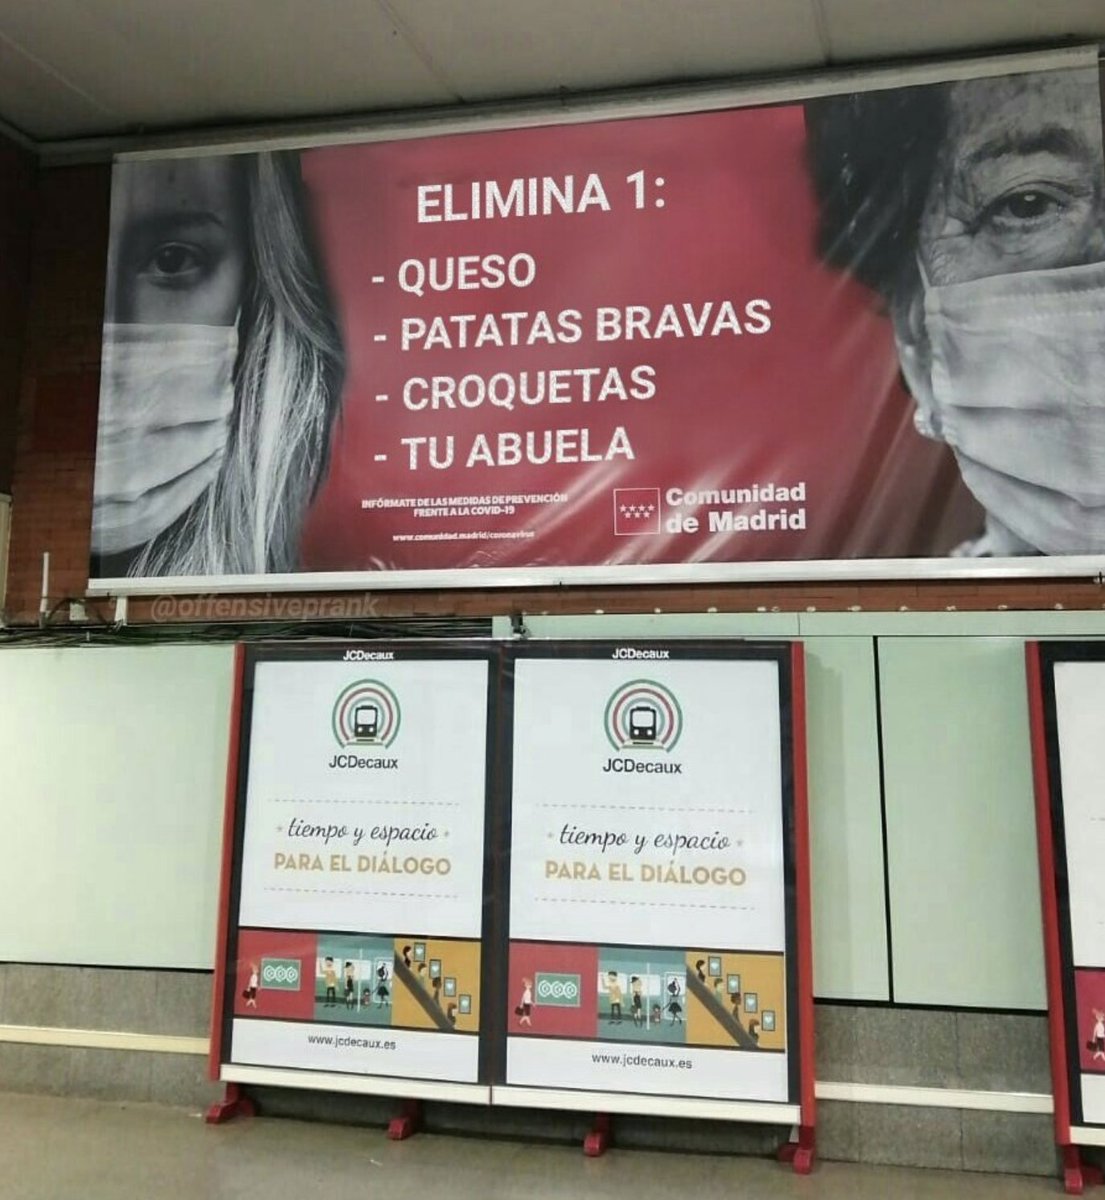 ELIMINA 1:
- QUESO
- PATATAS BRAVAS
- CROQUETAS
- TU ABUELA
INFÓRMATE DE LAS MEDIDAS DE PREVENCIÓN
FRENTE A LA COVID-19
www.comunidad.madrid/coronavirus
Comunidad
de Madrid
@offensiveprank
JCDecaux
JCDecaux
tiempo y espacio
PARA EL DIÁLOGO
www.jcdecaux.es
JCDecaux
JCDecaux
tiempo y espacio
PARA EL DIÁLOGO
www.jcdecaux.es